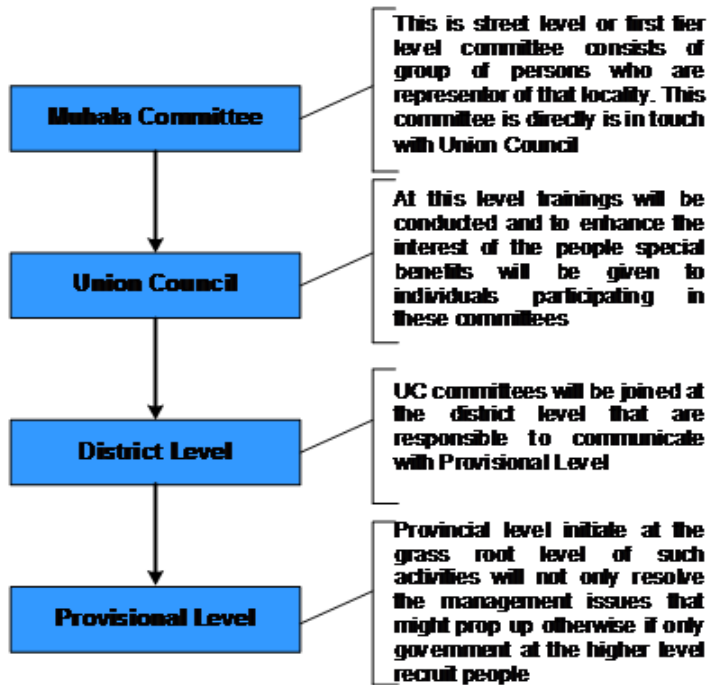 Muhala Committee
This is street level or first tier
level committee consists of
group of persons who are
representor of that locality. This
committee is directly is in touch
with Union Council
Union Council
At this level trainings will be
conducted and to enhance the
interest of the people special
benefits will be given to
individuals participating in
these committees
District Level
UC committees will be joined at
the district level that are
responsible to communicate
with Provisional Level
Provisional Level
Provincial level initiate at the
grass root level of such
activities will not only resolve
the management issues that
might prop up otherwise if only
government at the higher level
recruit people